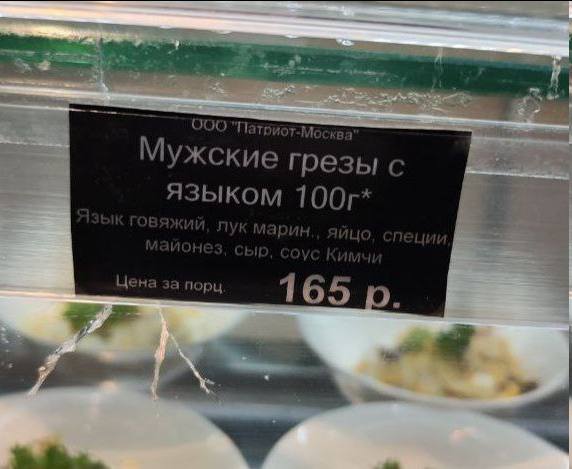 ООО "Патриот-Москва"
Мужские грезы с
языком 100г*
Язык говяжий, лук марин., яйцо, специи,
майонез, сыр, соус Кимчи
Цена за порц. 165 р.